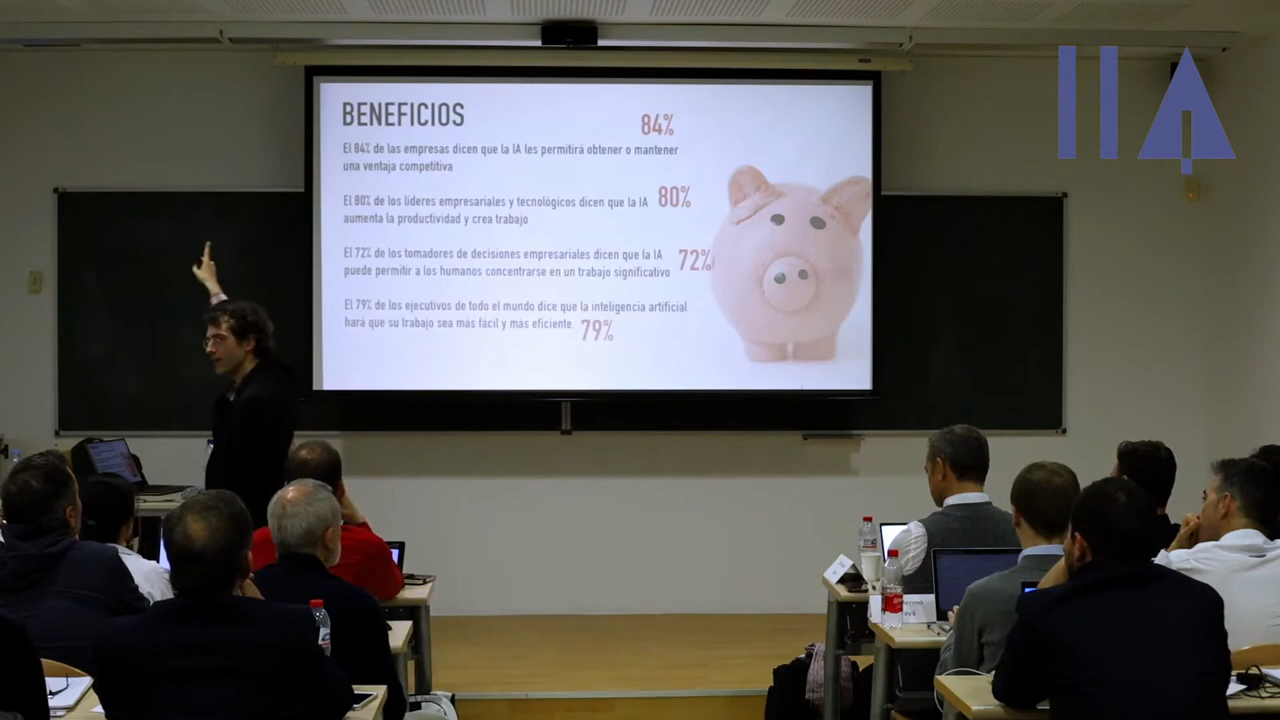 IIA
BENEFICIOS
84%
El 84% de las empresas dicen que la IA les permitirá obtener o mantener
una ventaja competitiva
El 80% de los líderes empresariales y tecnológicos dicen que la IA
80%
aumenta la productividad y crea trabajo
El 72% de los tomadores de decisiones empresariales dicen que la IA
72%
puede permitir a los humanos concentrarse en un trabajo significativo
El 79% de los ejecutivos de todo el mundo dice que la inteligencia artificial
hará que su trabajo sea más fácil y más eficiente.
79%